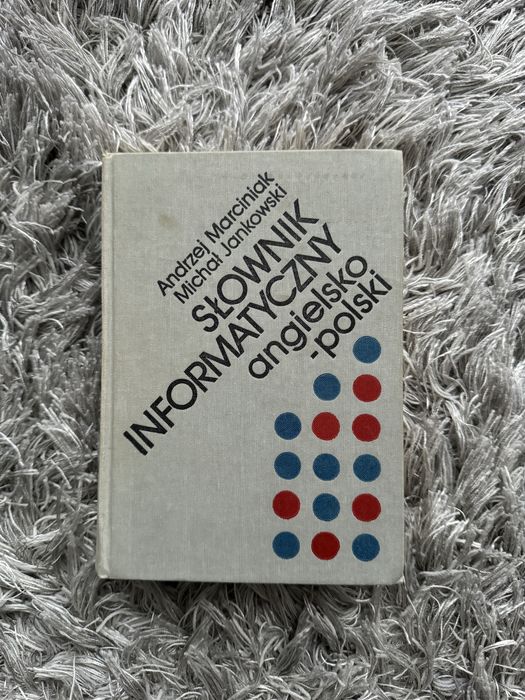 Andrzej Marciniak
Michał Jankowski
SŁOWNIK
INFORMATYCZNY
angielsko
-polski